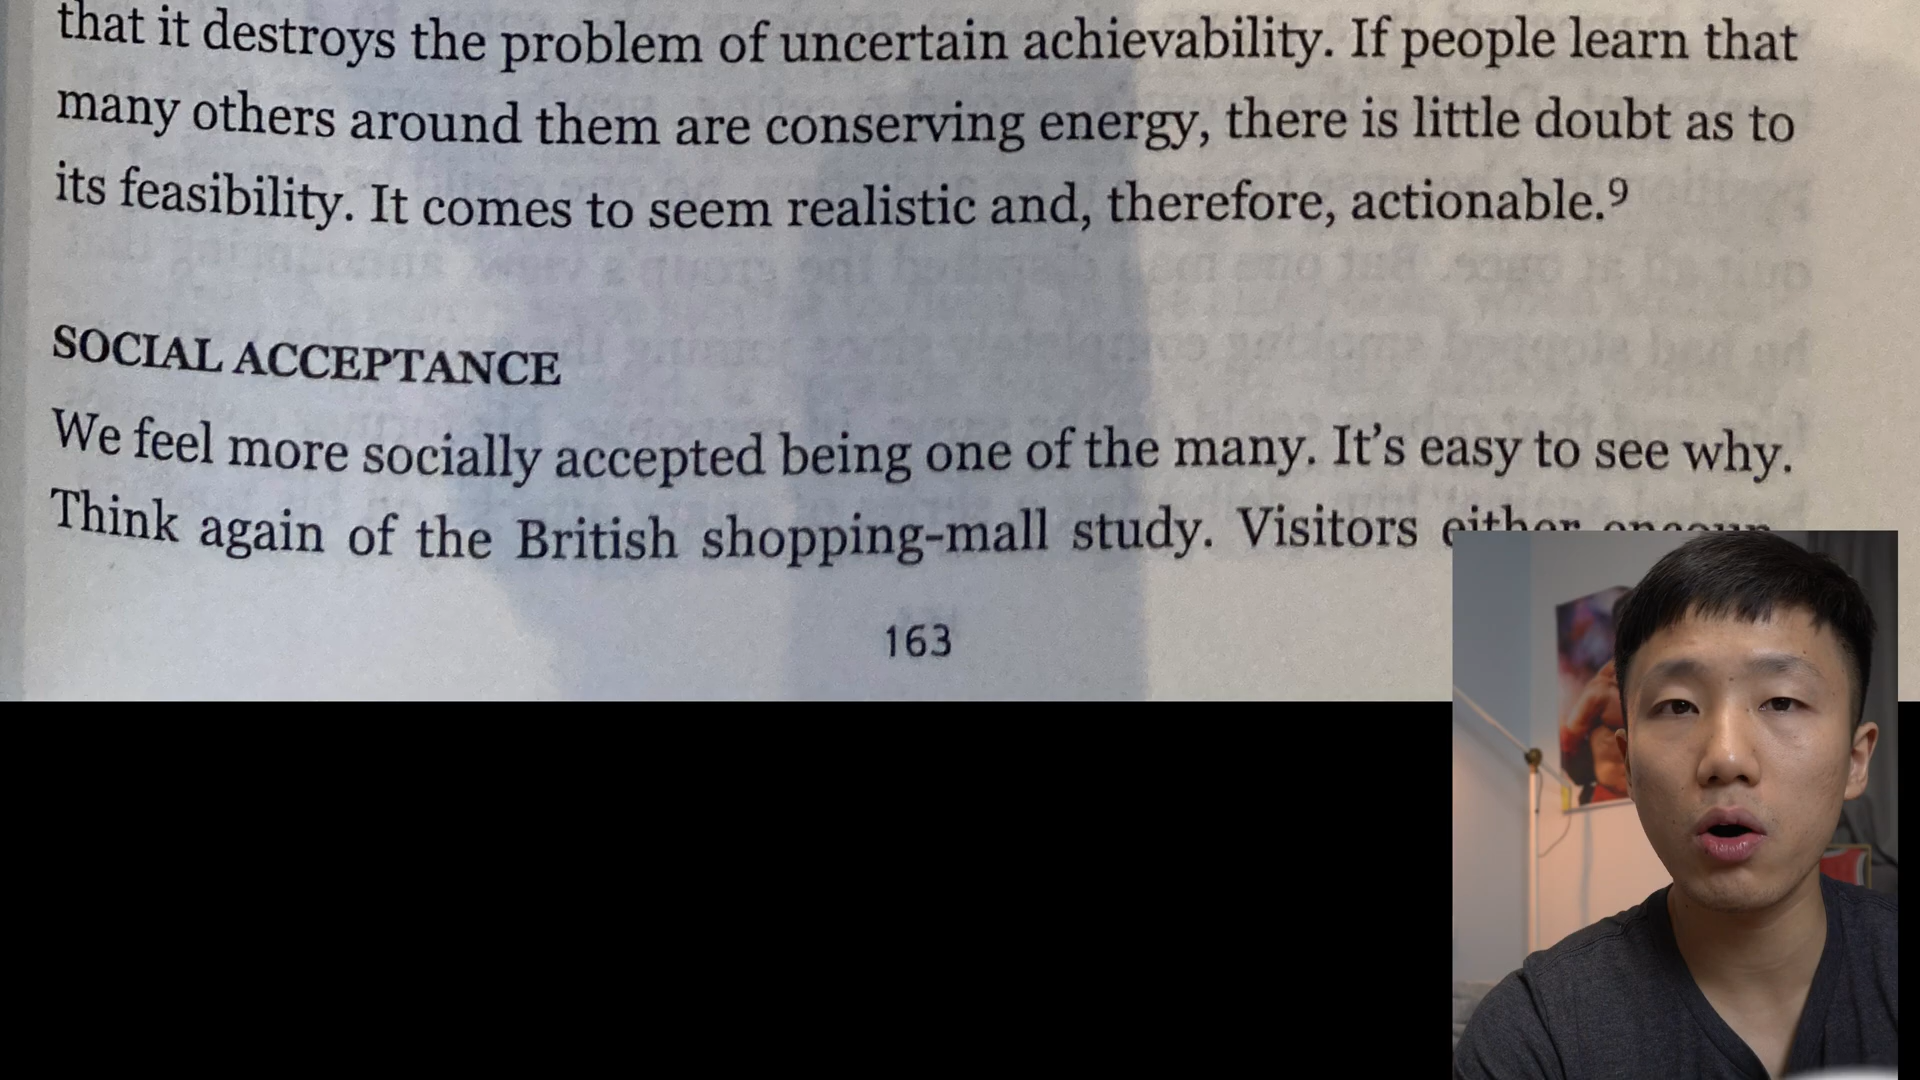 that it destroys the problem of uncertain achievability. If people learn that
many others around them are conserving energy, there is little doubt as to
its feasibility. It comes to seem realistic and, therefore, actionable.⁹
SOCIAL ACCEPTANCE
We feel more socially accepted being one of the many. It’s easy to see why.
Think again of the British shopping-mall study. Visitors either
163